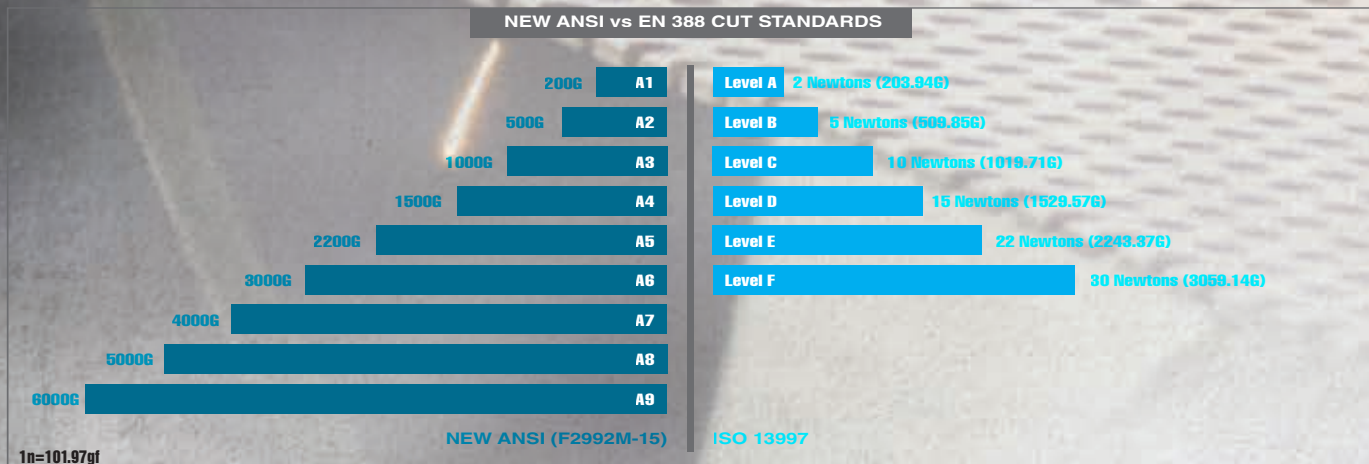 NEW ANSI vs EN 388 CUT STANDARDS
200G A1 Level A 2 Newtons (203.94G)
500G A2 Level B 5 Newtons (509.85G)
1000G A3 Level C 10 Newtons (1019.71G)
1500G A4 Level D 15 Newtons (1529.57G)
2200G A5 Level E 22 Newtons (2243.37G)
3000G A6 Level F 30 Newtons (3059.14G)
4000G A7
5000G A8
6000G A9
NEW ANSI (F2992M-15) ISO 13997
1n=101.97gf